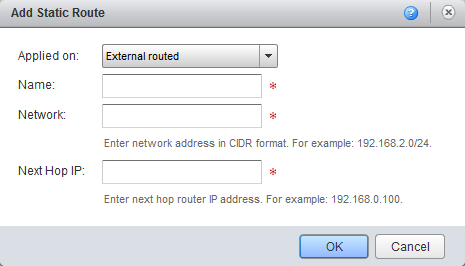 Add Static Route
?
Applied on: External routed
Name: *
Network: *
Enter network address in CIDR format. For example: 192.168.2.0/24.
Next Hop IP: *
Enter next hop router IP address. For example: 192.168.0.100.
OK Cancel